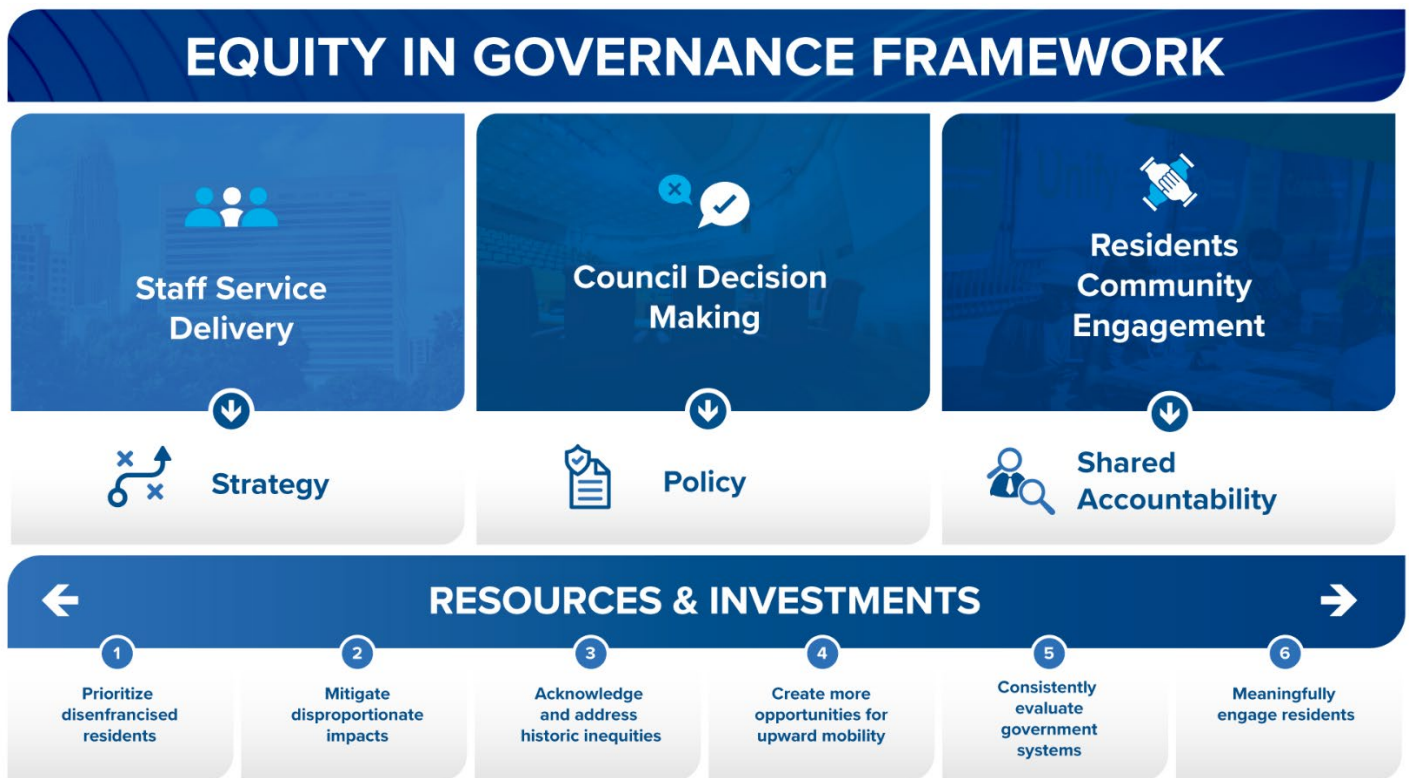 EQUITY IN GOVERNANCE FRAMEWORK
Staff Service
Delivery
Council Decision
Making
Residents
Community
Engagement
Strategy
Policy
Shared
Accountability
RESOURCES & INVESTMENTS
1
Prioritize
disenfrancised
residents
2
Mitigate
disproportionate
impacts
3
Acknowledge
and address
historic inequities
4
Create more
opportunities for
upward mobility
5
Consistently
evaluate
government
systems
6
Meaningfully
engage residents